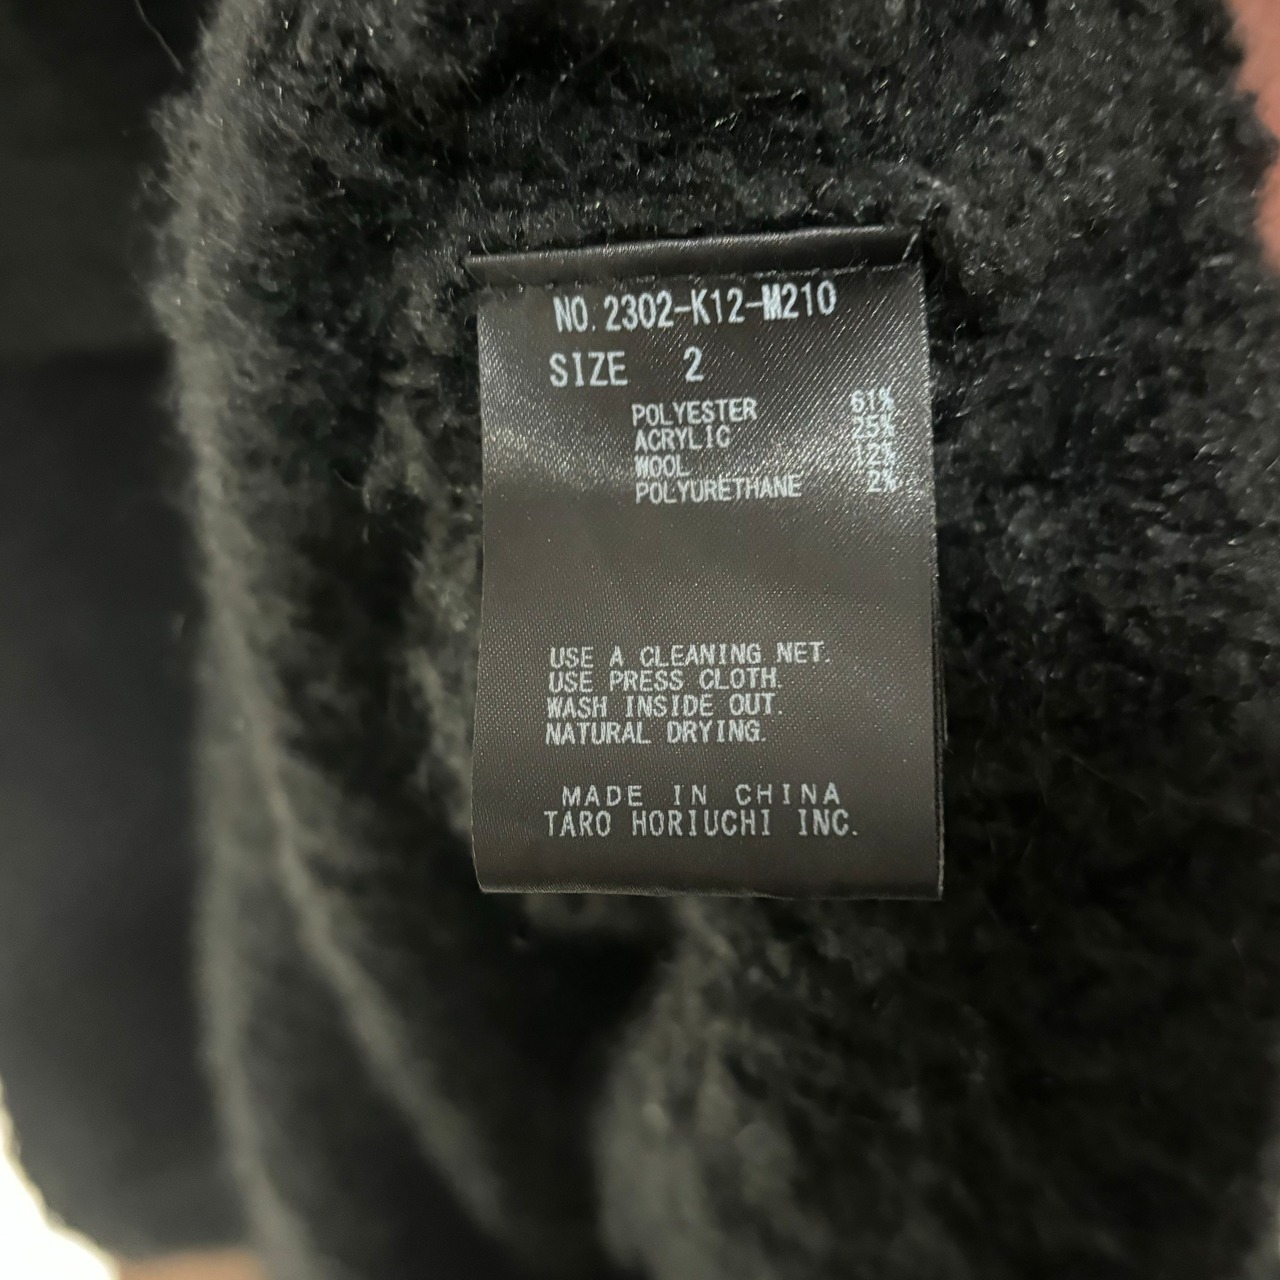 NO. 2302-K12-M210
SIZE 2
POLYESTER 61%
ACRYLIC 25%
WOOL 12%
POLYURETHANE 2%
USE A CLEANING NET.
USE PRESS CLOTH.
WASH INSIDE OUT.
NATURAL DRYING.
MADE IN CHINA
TARO HORIUCHI INC.